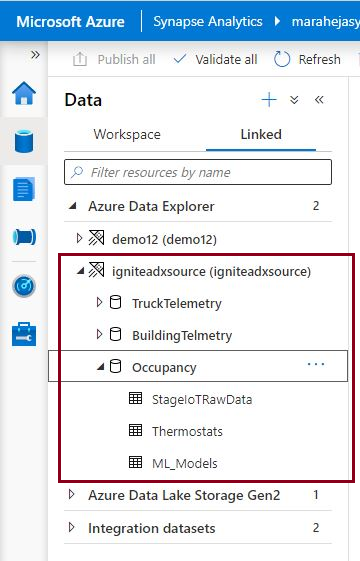 Microsoft Azure Synapse Analytics marahejasy
Publish all Validate all Refresh
Data
Workspace Linked
Filter resources by name
Azure Data Explorer 2
demo12 (demo12)
igniteadxsource (igniteadxsource)
TruckTelemetry
BuildingTelmetry
Occupancy
StageIoTRawData
Thermostats
ML_Models
Azure Data Lake Storage Gen2 1
Integration datasets 2